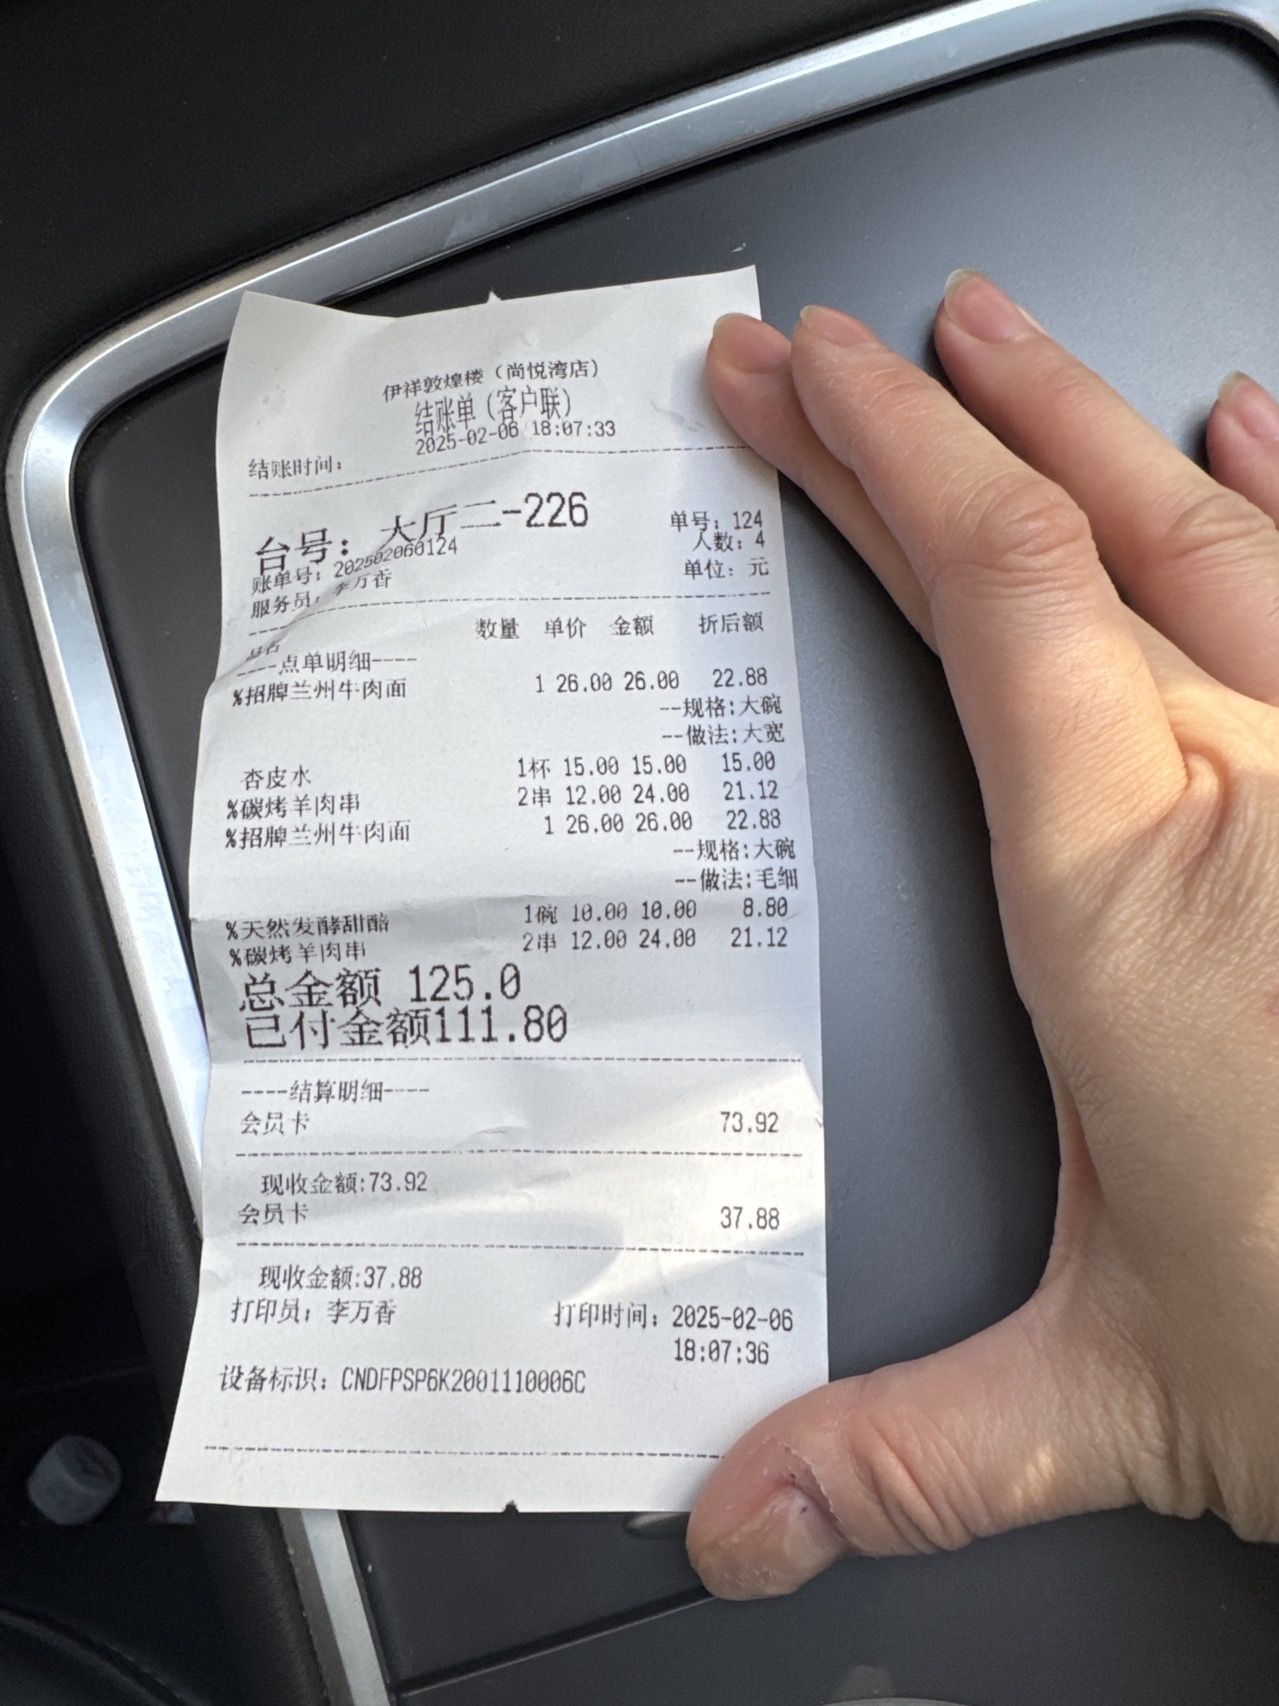 伊祥敦煌楼（尚悦湾店）
结账单（客户联）
结账时间： 2025-02-06 18:07:33
台号： 大厅二-226
单号：124
账单号：202502060124 人数：4
服务员：李万香 单位：元
品名 数量 单价 金额 折后额
----点单明细----
%招牌兰州牛肉面 1 26.00 26.00 22.88
--规格:大碗
--做法:大宽
杏皮水 1杯 15.00 15.00 15.00
%碳烤羊肉串 2串 12.00 24.00 21.12
%招牌兰州牛肉面 1 26.00 26.00 22.88
--规格:大碗
--做法:毛细
%天然发酵甜醅 1碗 10.00 10.00 8.80
%碳烤羊肉串 2串 12.00 24.00 21.12
总金额 125.0
已付金额111.80
----结算明细----
会员卡 73.92
现收金额:73.92
会员卡 37.88
现收金额:37.88
打印员：李万香 打印时间：2025-02-06
18:07:36
设备标识：CNDFPSP6K2001110006C